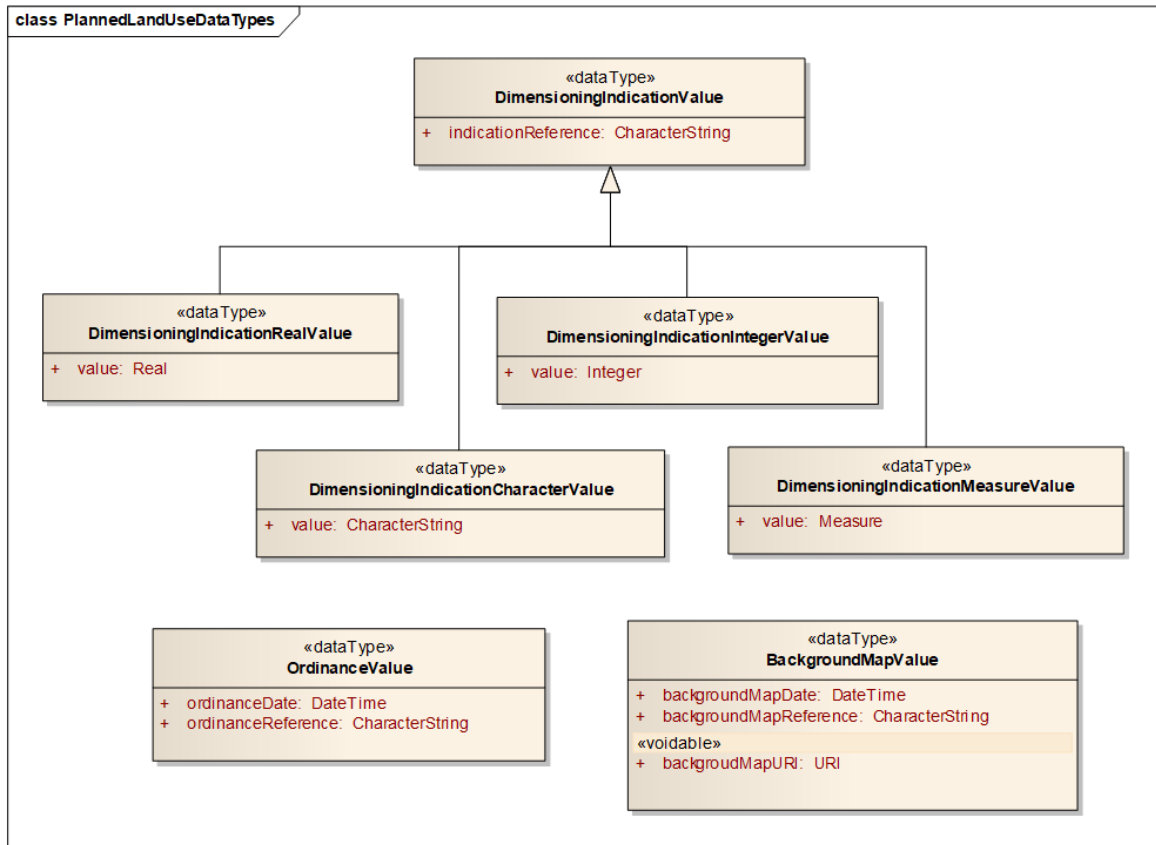 class PlannedLandUseDataTypes
«dataType»
DimensioningIndicationValue
+ indicationReference: CharacterString
«dataType»
DimensioningIndicationRealValue
+ value: Real
«dataType»
DimensioningIndicationIntegerValue
+ value: Integer
«dataType»
DimensioningIndicationCharacterValue
+ value: CharacterString
«dataType»
DimensioningIndicationMeasureValue
+ value: Measure
«dataType»
OrdinanceValue
+ ordinanceDate: DateTime
+ ordinanceReference: CharacterString
«dataType»
BackgroundMapValue
+ backgroundMapDate: DateTime
+ backgroundMapReference: CharacterString
«voidable»
+ backgroudMapURI: URI